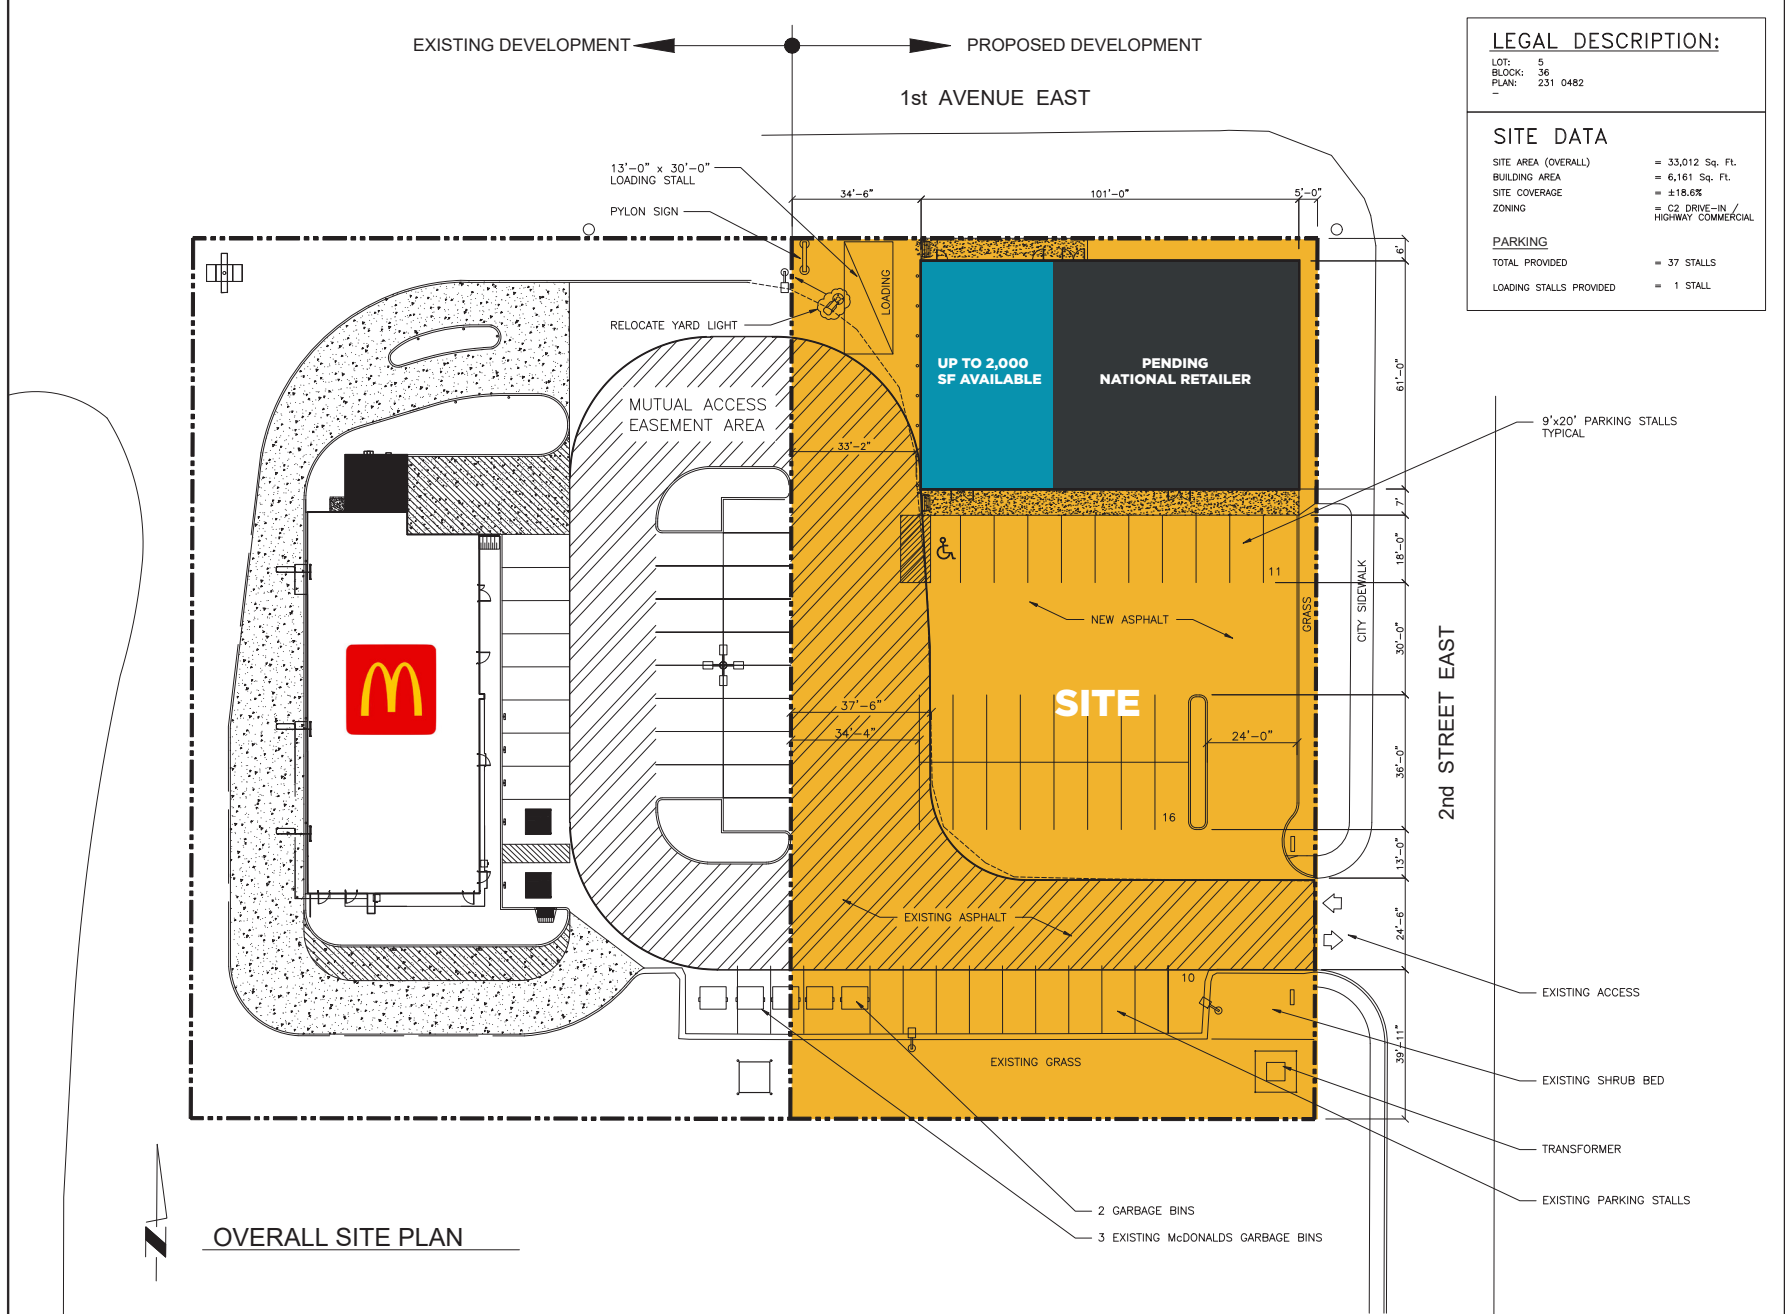 EXISTING DEVELOPMENT
PROPOSED DEVELOPMENT
1st AVENUE EAST
LEGAL DESCRIPTION:
LOT: 5
BLOCK: 36
PLAN: 231 0482
–
SITE DATA
SITE AREA (OVERALL) = 33,012 Sq. Ft.
BUILDING AREA = 6,161 Sq. Ft.
SITE COVERAGE = ±18.6%
ZONING = C2 DRIVE-IN /
HIGHWAY COMMERCIAL
PARKING
TOTAL PROVIDED = 37 STALLS
LOADING STALLS PROVIDED = 1 STALL
13'-0" x 30'-0"
LOADING STALL
PYLON SIGN
RELOCATE YARD LIGHT
34'-6"
101'-0"
5'-0"
6'
LOADING
UP TO 2,000
SF AVAILABLE
PENDING
NATIONAL RETAILER
61'-0"
MUTUAL ACCESS
EASEMENT AREA
33'-2"
9'x20' PARKING STALLS
TYPICAL
7'
18'-0"
11
NEW ASPHALT
GRASS
CITY SIDEWALK
30'-0"
2nd STREET EAST
SITE
37'-6"
34'-4"
24'-0"
36'-0"
16
13'-0"
EXISTING ASPHALT
24'-6"
10
EXISTING ACCESS
39'-11"
EXISTING GRASS
EXISTING SHRUB BED
TRANSFORMER
EXISTING PARKING STALLS
2 GARBAGE BINS
3 EXISTING McDONALDS GARBAGE BINS
N
OVERALL SITE PLAN